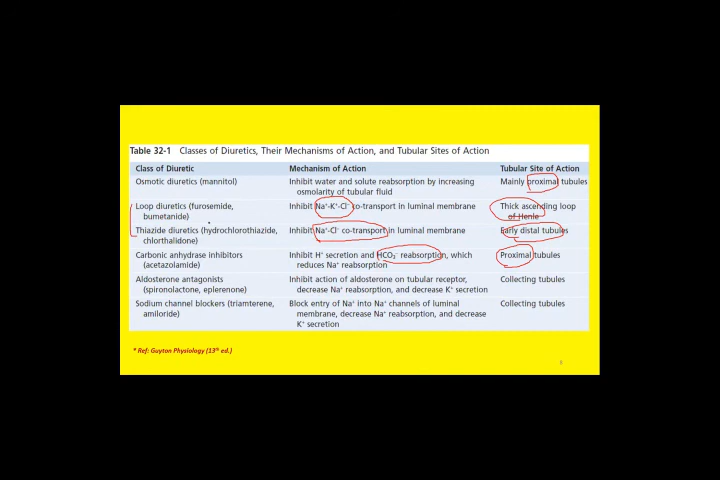 Table 32-1 Classes of Diuretics, Their Mechanisms of Action, and Tubular Sites of Action
Class of Diuretic Mechanism of Action Tubular Site of Action
Osmotic diuretics (mannitol) Inhibit water and solute reabsorption by increasing Mainly proximal tubules
osmolarity of tubular fluid
Loop diuretics (furosemide, Inhibit Na⁺-K⁺-Cl⁻ co-transport in luminal membrane Thick ascending loop
bumetanide) of Henle
Thiazide diuretics (hydrochlorothiazide, Inhibit Na⁺-Cl⁻ co-transport in luminal membrane Early distal tubules
chlorthalidone)
Carbonic anhydrase inhibitors Inhibit H⁺ secretion and HCO₃⁻ reabsorption, which Proximal tubules
(acetazolamide) reduces Na⁺ reabsorption
Aldosterone antagonists Inhibit action of aldosterone on tubular receptor, Collecting tubules
(spironolactone, eplerenone) decrease Na⁺ reabsorption, and decrease K⁺ secretion
Sodium channel blockers (triamterene, Block entry of Na⁺ into Na⁺ channels of luminal Collecting tubules
amiloride) membrane, decrease Na⁺ reabsorption, and decrease
K⁺ secretion
* Ref: Guyton Physiology (13th ed.)